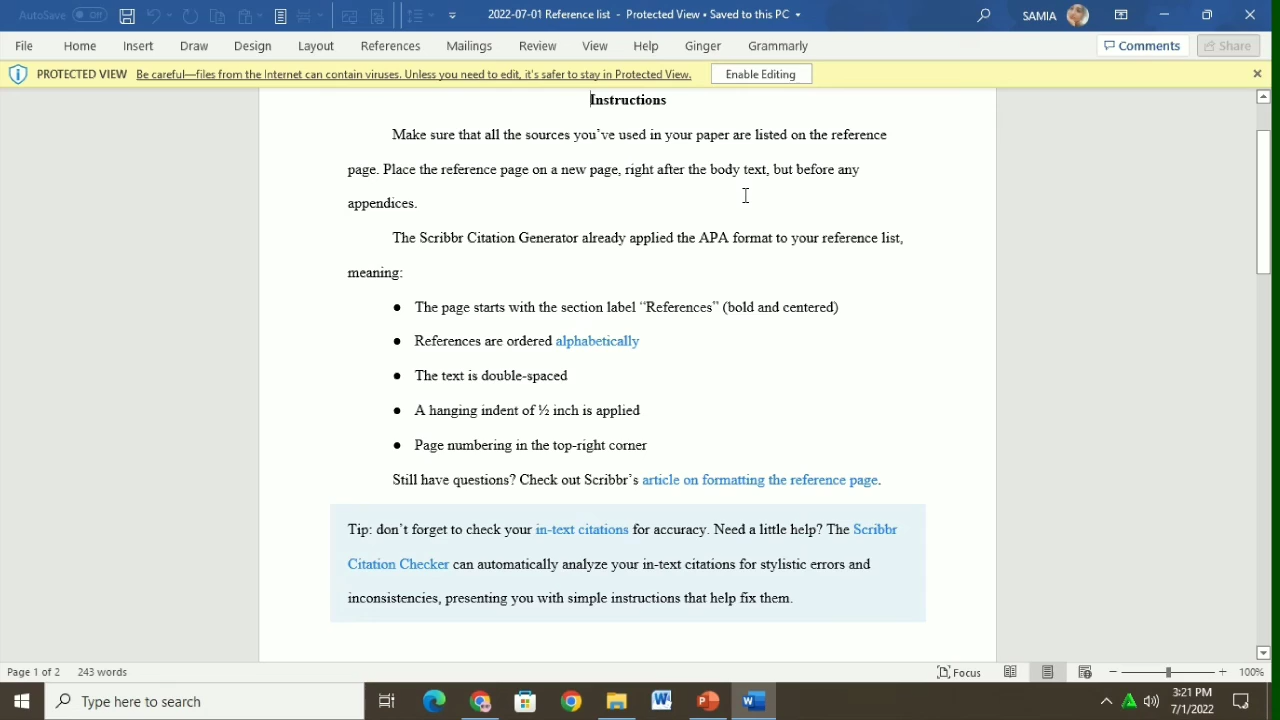 AutoSave Off 2022-07-01 Reference list - Protected View • Saved to this PC SAMIA
File Home Insert Draw Design Layout References Mailings Review View Help Ginger Grammarly Comments Share
PROTECTED VIEW Be careful—files from the Internet can contain viruses. Unless you need to edit, it's safer to stay in Protected View. Enable Editing
Instructions
Make sure that all the sources you’ve used in your paper are listed on the reference
page. Place the reference page on a new page, right after the body text, but before any
appendices.
The Scribbr Citation Generator already applied the APA format to your reference list,
meaning:
● The page starts with the section label “References” (bold and centered)
● References are ordered alphabetically
● The text is double-spaced
● A hanging indent of ½ inch is applied
● Page numbering in the top-right corner
Still have questions? Check out Scribbr’s article on formatting the reference page.
Tip: don’t forget to check your in-text citations for accuracy. Need a little help? The Scribbr
Citation Checker can automatically analyze your in-text citations for stylistic errors and
inconsistencies, presenting you with simple instructions that help fix them.
Page 1 of 2 243 words Focus 100%
Type here to search 3:21 PM
7/1/2022